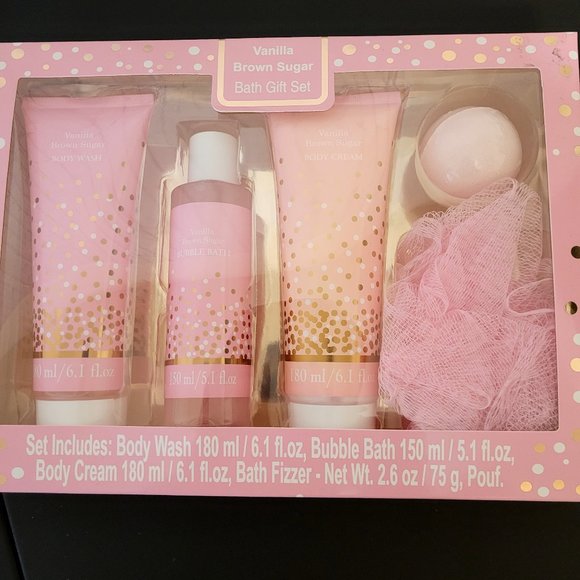 Vanilla
Brown Sugar
Bath Gift Set
Vanilla
Brown Sugar
BODY WASH
180 ml/6.1 fl.oz
Vanilla
Brown Sugar
BUBBLE BATH
150 ml/5.1 fl.oz
Vanilla
Brown Sugar
BODY CREAM
180 ml/6.1 fl.oz
Set Includes: Body Wash 180 ml / 6.1 fl.oz, Bubble Bath 150 ml / 5.1 fl.oz,
Body Cream 180 ml / 6.1 fl.oz, Bath Fizzer - Net Wt. 2.6 oz / 75 g, Pouf.